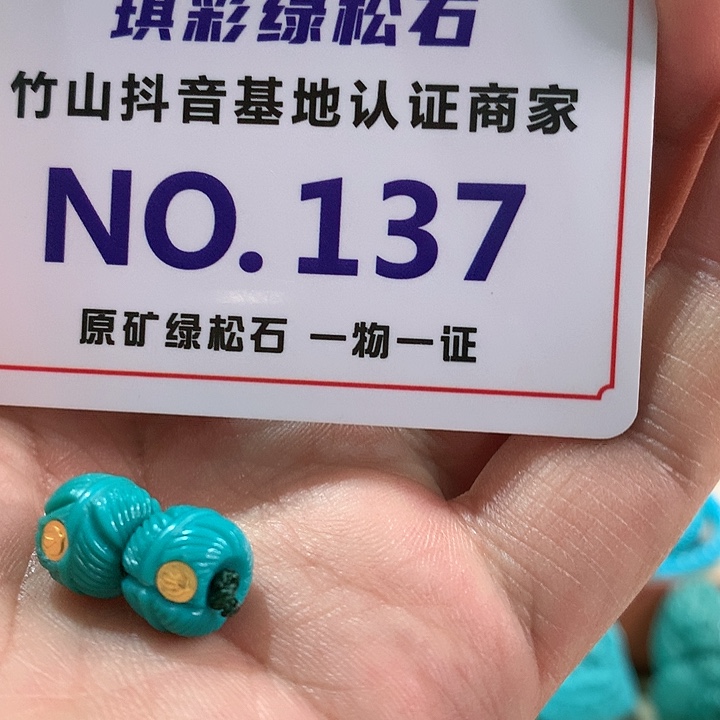 琪彩绿松石
竹山抖音基地认证商家
NO.137
原矿绿松石 一物一证